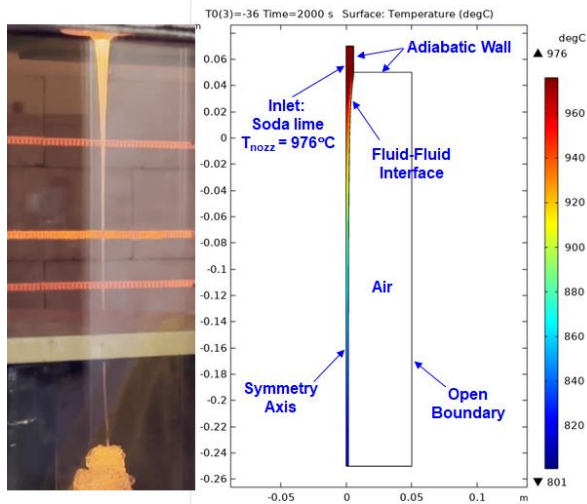 T0(3)=-36 Time=2000 s   Surface: Temperature (degC)
degC
▲ 976
Adiabatic Wall
Inlet:
Soda lime
T_nozz = 976°C
Fluid-Fluid
Interface
Air
Symmetry
Axis
Open
Boundary
0.06
0.04
0.02
0
-0.02
-0.04
-0.06
-0.08
-0.1
-0.12
-0.14
-0.16
-0.18
-0.2
-0.22
-0.24
-0.26
-0.05
0
0.05
0.1
m
960
940
920
900
880
860
840
820
▼ 801